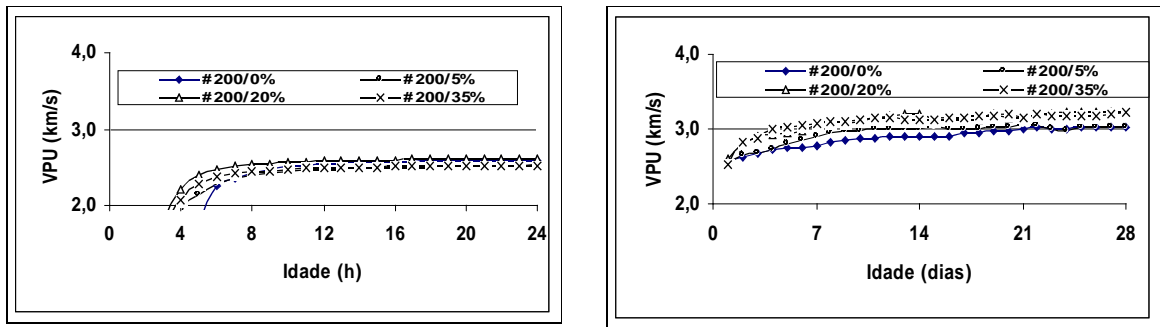 4,0
#200/0% #200/5%
#200/20% #200/35%
3,0
2,0
VPU (km/s)
0 4 8 12 16 20 24
Idade (h)
4,0
#200/0% #200/5%
#200/20% #200/35%
3,0
2,0
VPU (km/s)
0 7 14 21 28
Idade (dias)